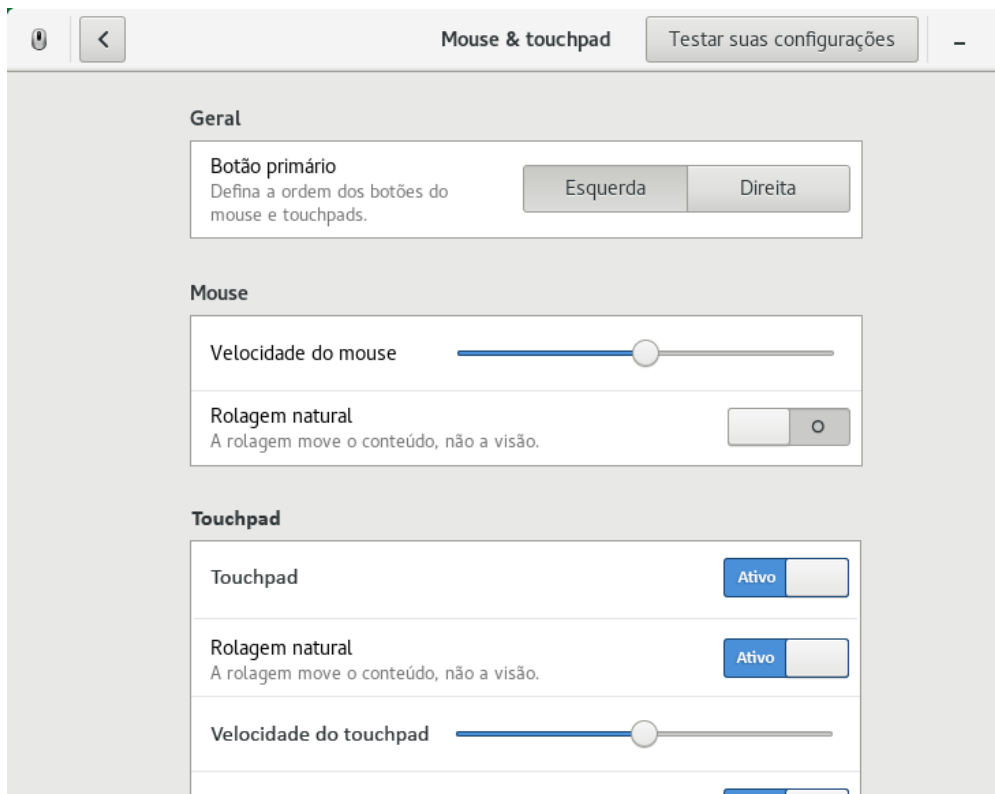 Mouse & touchpad
Testar suas configurações
Geral
Botão primário
Defina a ordem dos botões do
mouse e touchpads.
Esquerda
Direita
Mouse
Velocidade do mouse
Rolagem natural
A rolagem move o conteúdo, não a visão.
Touchpad
Touchpad
Ativo
Rolagem natural
A rolagem move o conteúdo, não a visão.
Ativo
Velocidade do touchpad